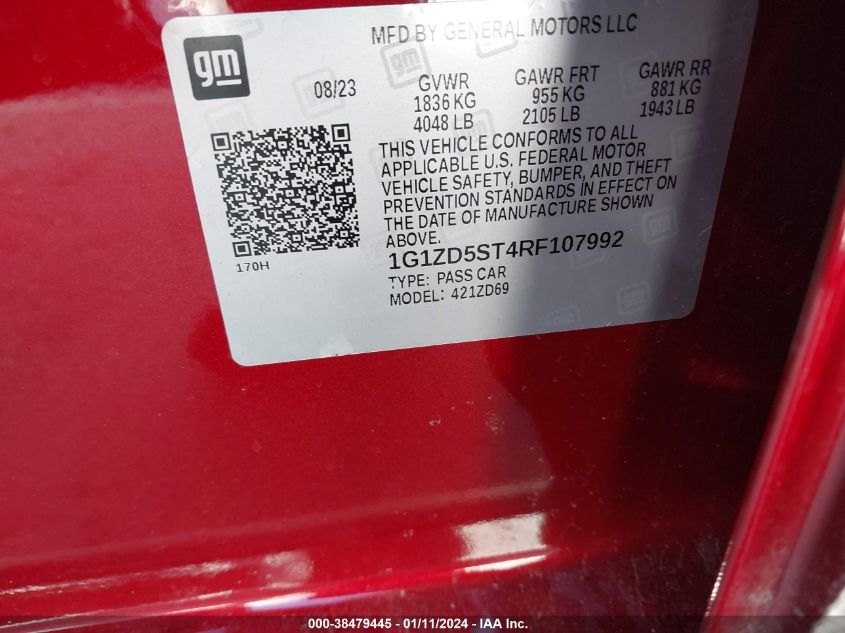 MFD BY GENERAL MOTORS LLC
gm
08/23
GVWR GAWR FRT GAWR RR
1836 KG 955 KG 881 KG
4048 LB 2105 LB 1943 LB
THIS VEHICLE CONFORMS TO ALL
APPLICABLE U.S. FEDERAL MOTOR
VEHICLE SAFETY, BUMPER, AND THEFT
PREVENTION STANDARDS IN EFFECT ON
THE DATE OF MANUFACTURE SHOWN
ABOVE.
170H
1G1ZD5ST4RF107992
TYPE: PASS CAR
MODEL: 421ZD69
000-38479445 - 01/11/2024 - IAAI Inc.